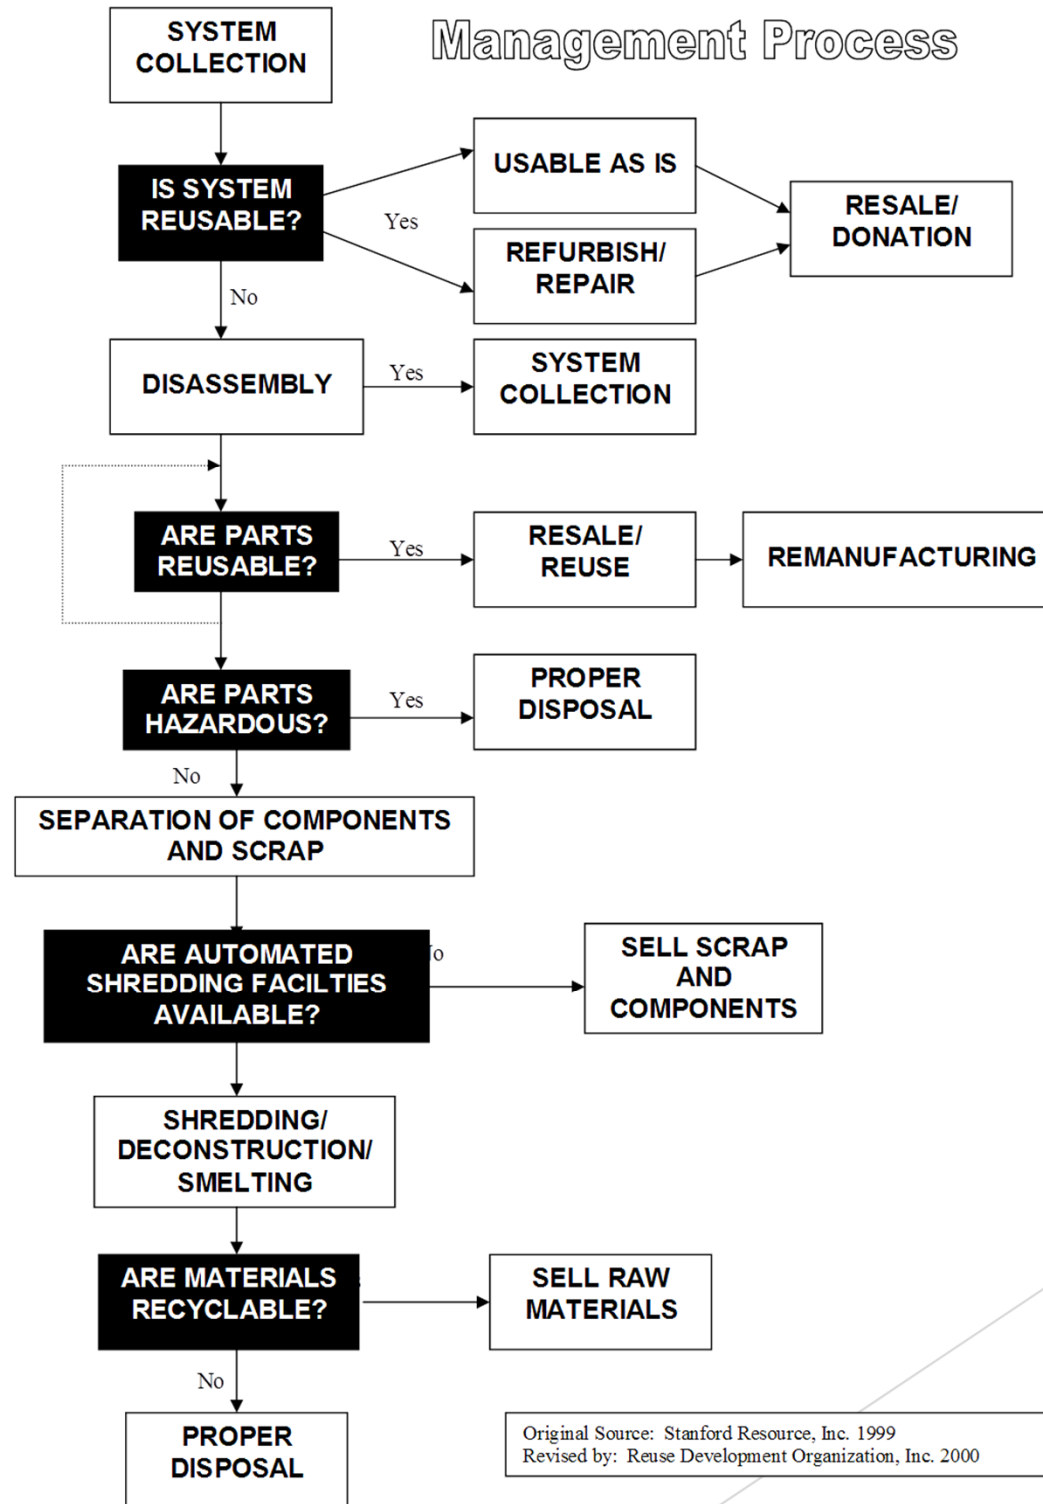 Management Process
SYSTEM
COLLECTION
IS SYSTEM
REUSABLE?
Yes
USABLE AS IS
REFURBISH/
REPAIR
RESALE/
DONATION
No
DISASSEMBLY
Yes
SYSTEM
COLLECTION
ARE PARTS
REUSABLE?
Yes
RESALE/
REUSE
REMANUFACTURING
ARE PARTS
HAZARDOUS?
Yes
PROPER
DISPOSAL
No
SEPARATION OF COMPONENTS
AND SCRAP
ARE AUTOMATED
SHREDDING FACILTIES
AVAILABLE?
SELL SCRAP
AND
COMPONENTS
SHREDDING/
DECONSTRUCTION/
SMELTING
ARE MATERIALS
RECYCLABLE?
SELL RAW
MATERIALS
No
PROPER
DISPOSAL
Original Source: Stanford Resource, Inc. 1999
Revised by: Reuse Development Organization, Inc. 2000